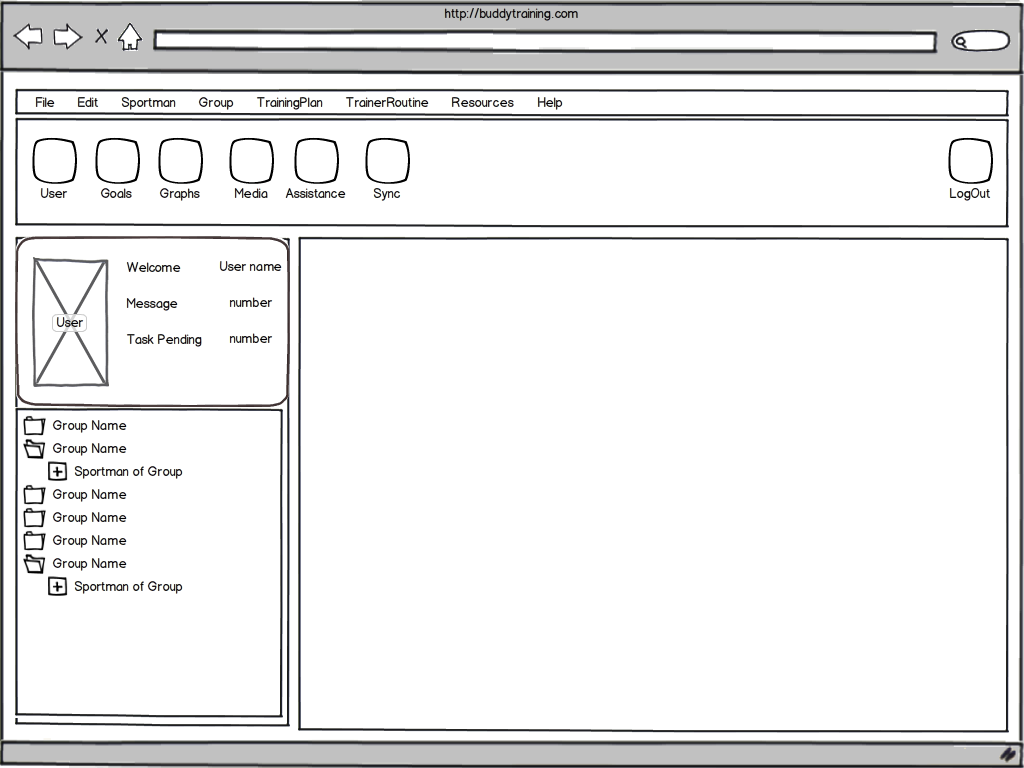 http://buddytraining.com
File Edit Sportman Group TrainingPlan TrainerRoutine Resources Help
User Goals Graphs Media Assistance Sync LogOut
Welcome User name
Message number
User
Task Pending number
Group Name
Group Name
Sportman of Group
Group Name
Group Name
Group Name
Group Name
Sportman of Group